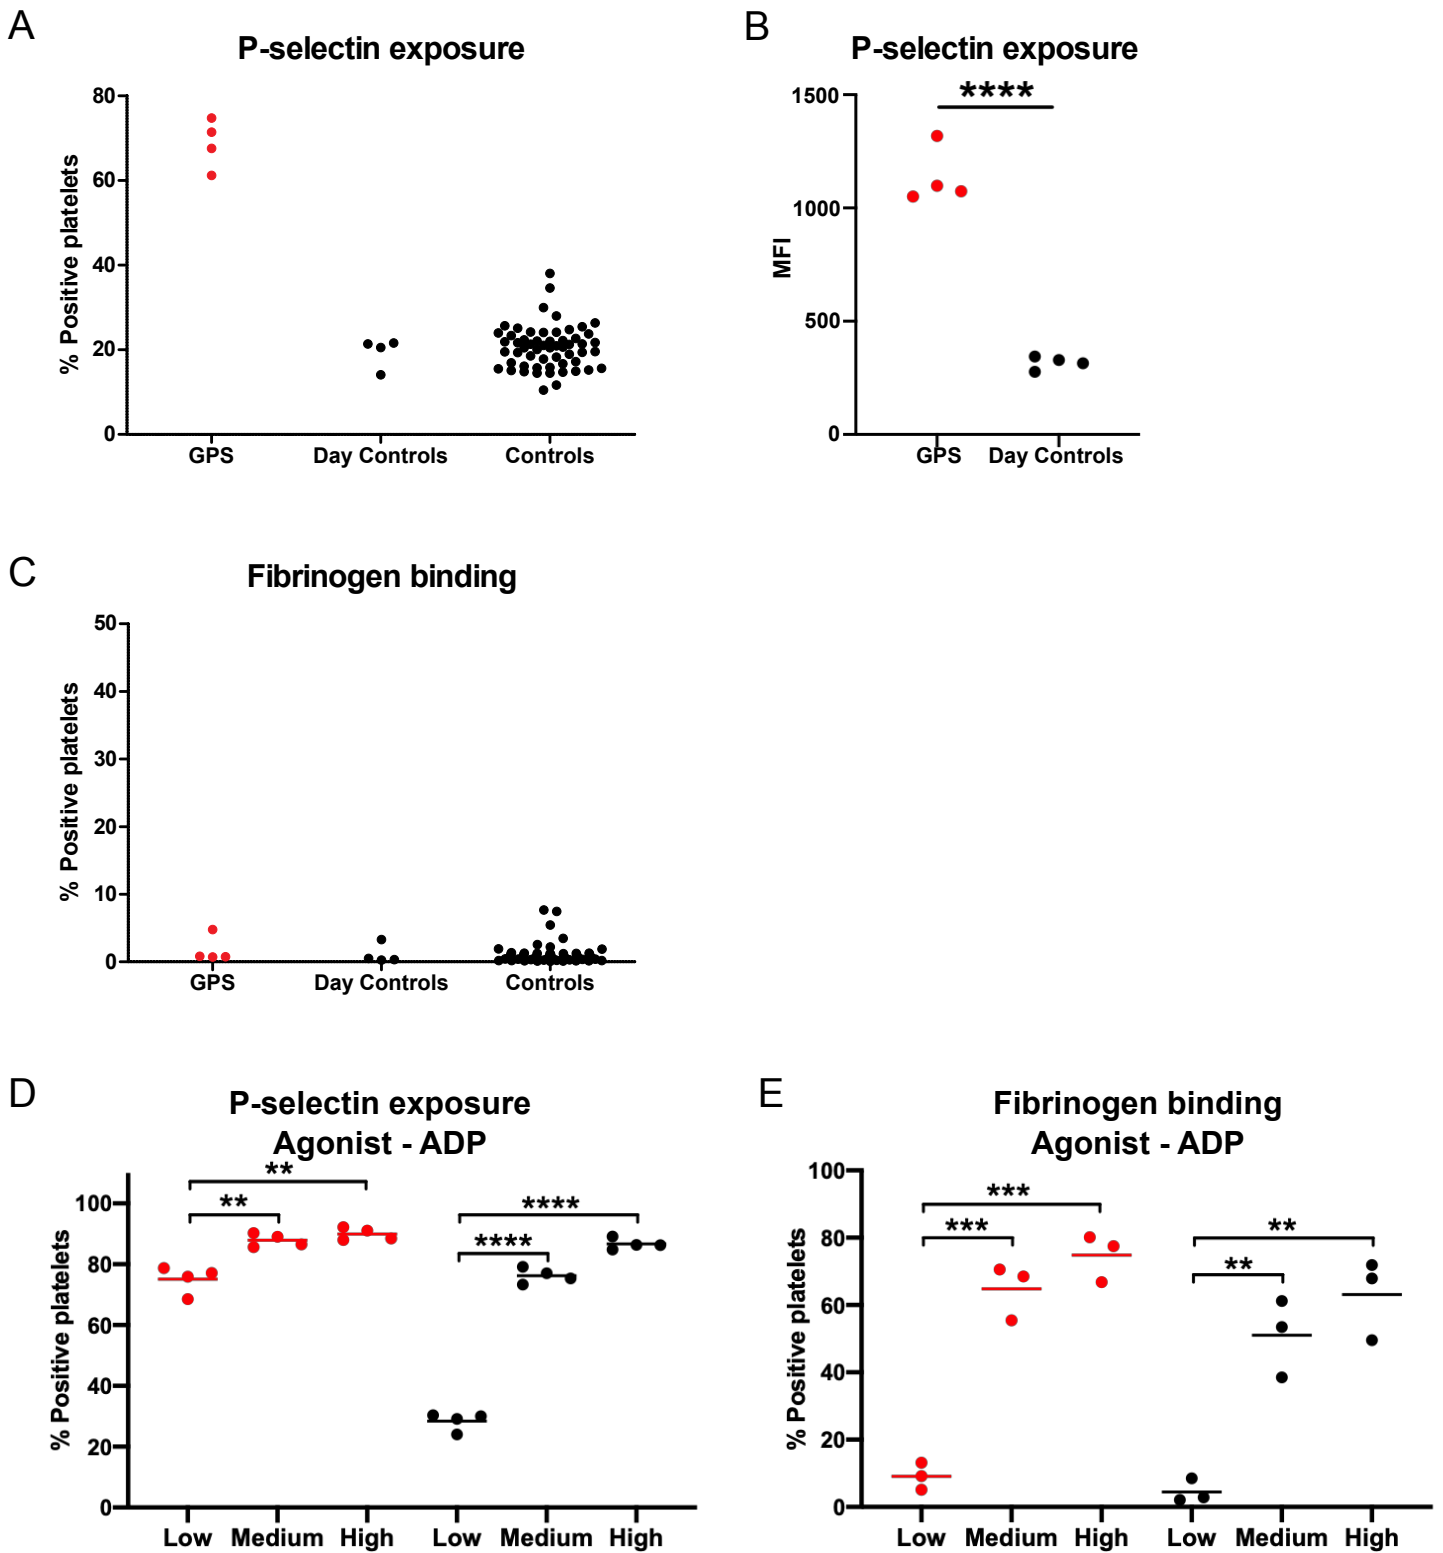 A
P-selectin exposure
% Positive platelets
80
60
40
20
0
GPS
Day Controls
Controls
B
P-selectin exposure
****
MFI
1500
1000
500
0
GPS
Day Controls
C
Fibrinogen binding
% Positive platelets
50
40
30
20
10
0
GPS
Day Controls
Controls
D
P-selectin exposure
Agonist - ADP
**
**
****
****
% Positive platelets
100
80
60
40
20
0
Low
Medium
High
Low
Medium
High
E
Fibrinogen binding
Agonist - ADP
***
***
**
**
% Positive platelets
100
80
60
40
20
0
Low
Medium
High
Low
Medium
High